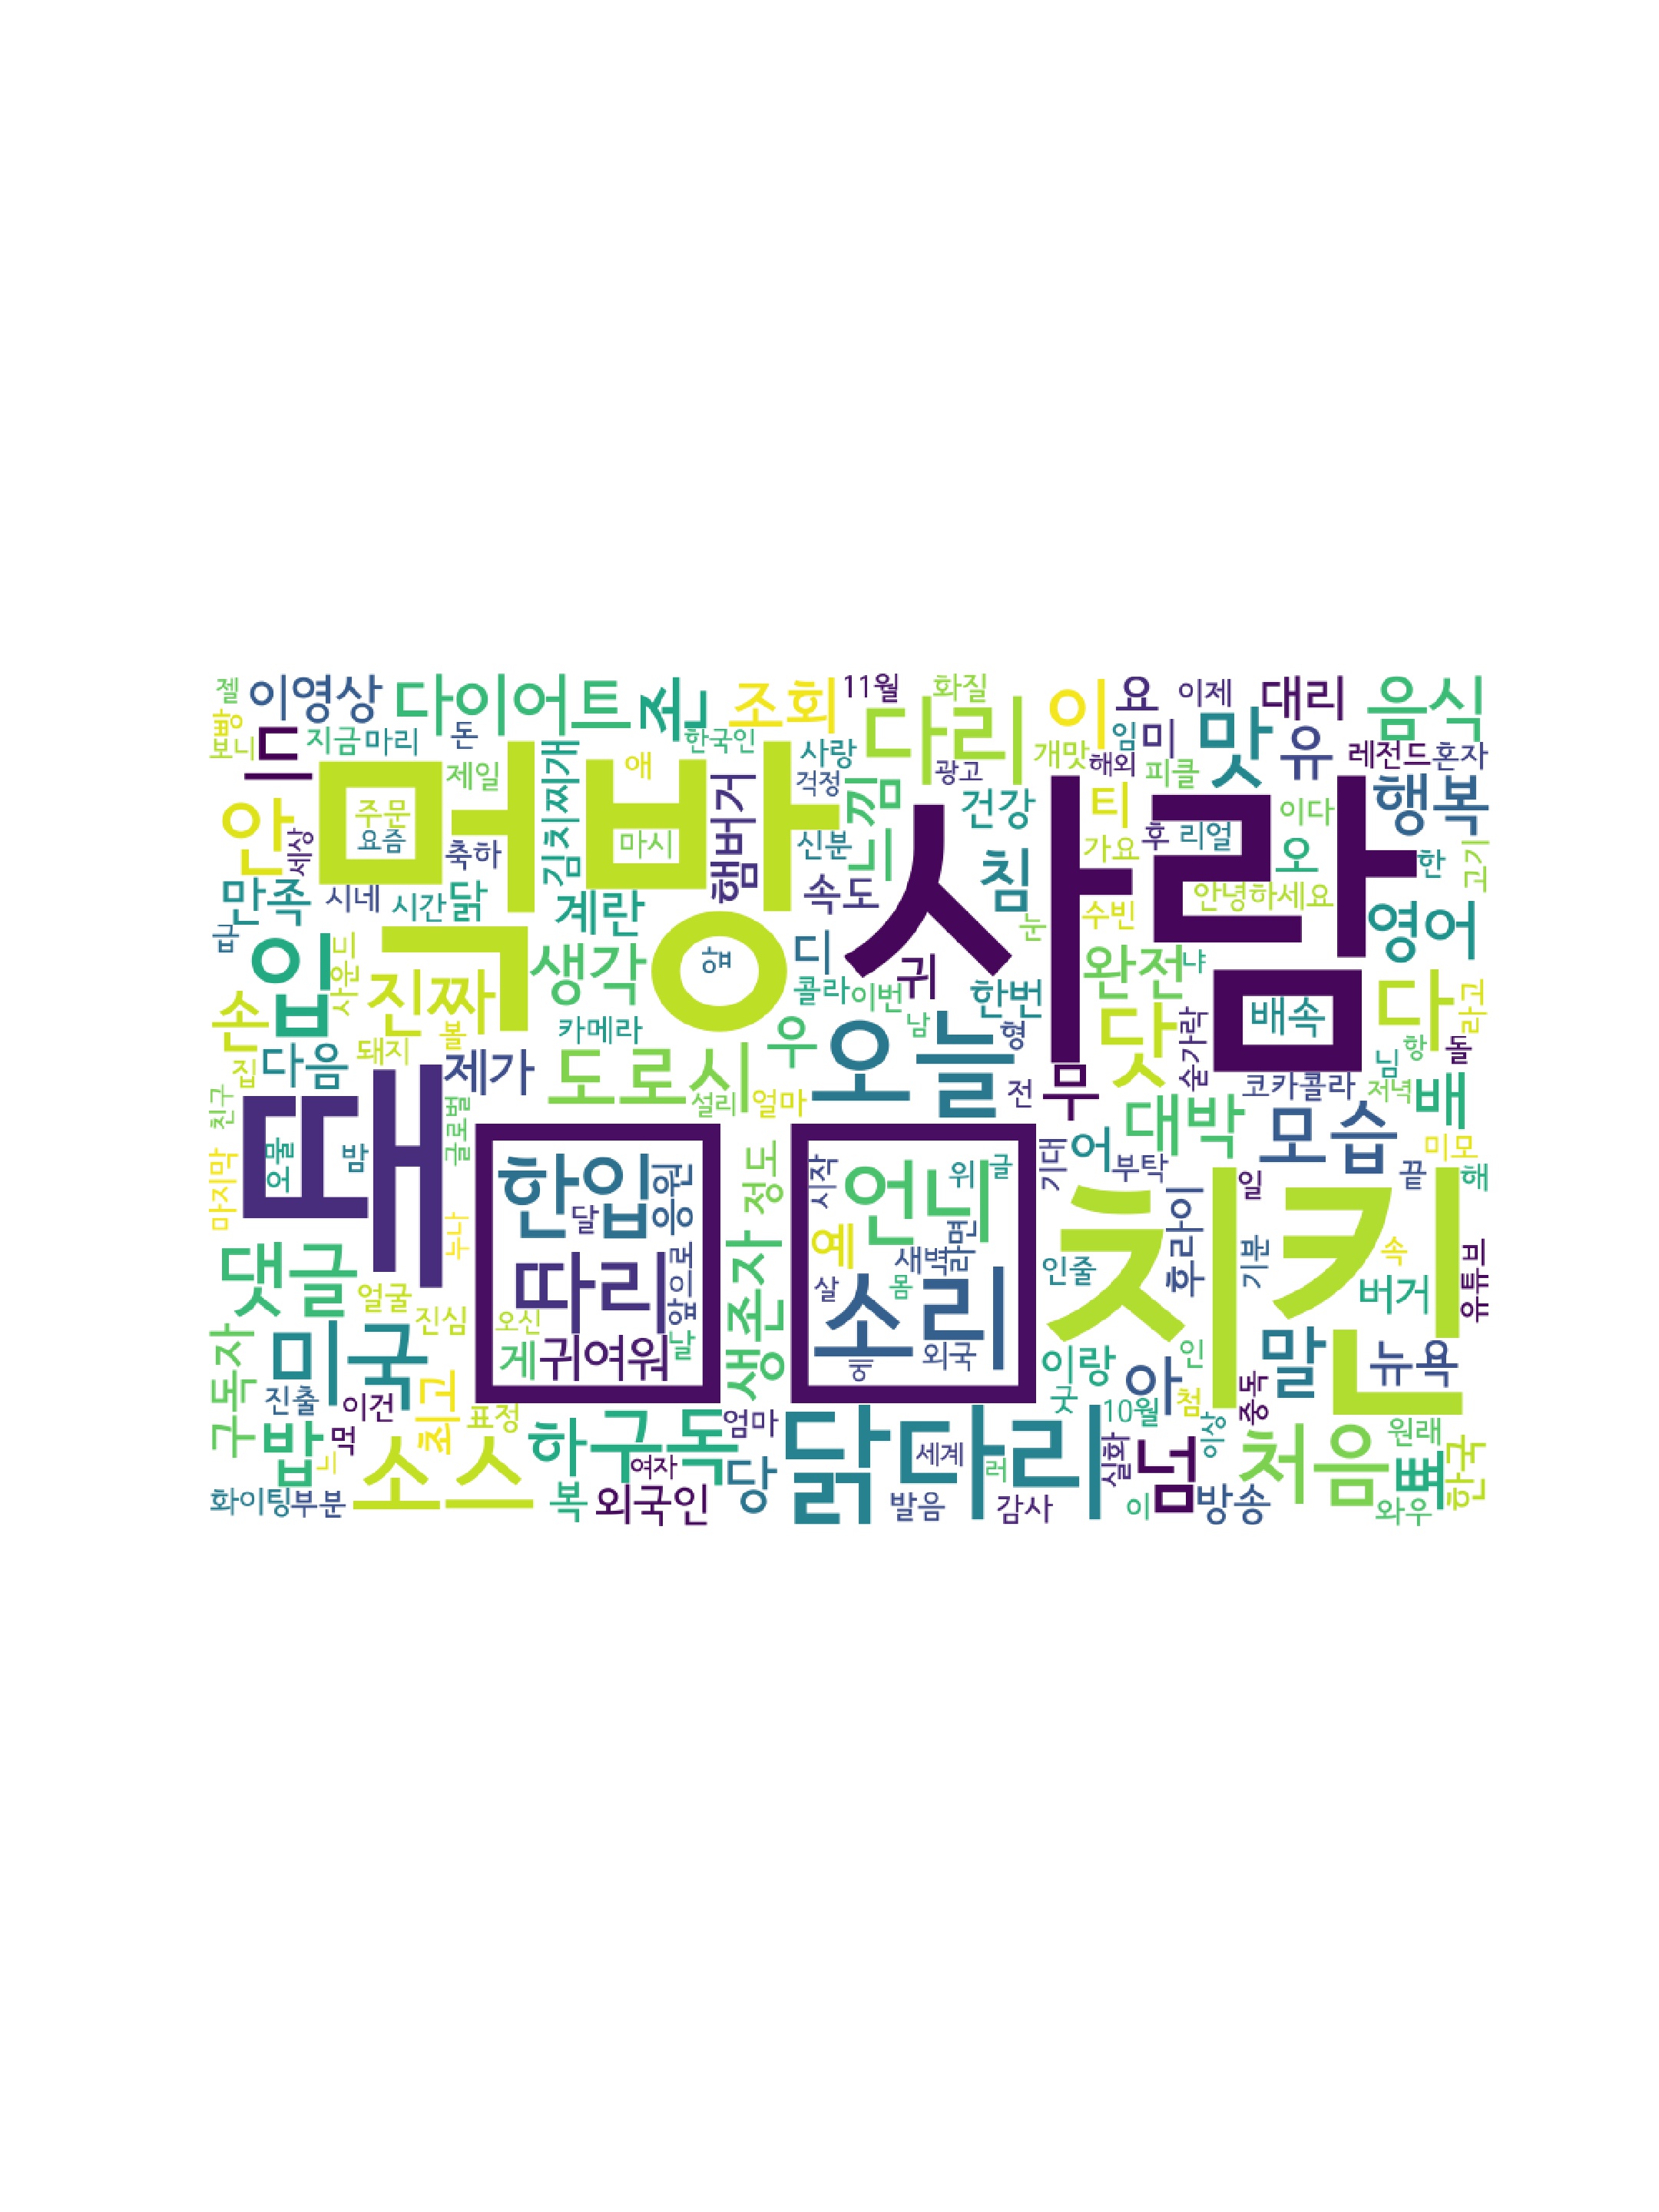 젤
이영상
다이어트
존
조회
11월
화질
다리
이
요
이제
대리
음식
빵
보니
드
지금
마리
돈
한국인
사랑
개맛
임
미
해외
맛
유
레전드
혼자
제일
김치찌개
애
햄버거
걱정
느낌
광고
건강
피클
티
행복
안
세상
먹방
주문
요즘
축하
마시
신분
사람
침
가요
후
리얼
이다
오
한
고기
만족
시네
시간
닭
계란
속도
수빈
안녕하세요
영어
굽
입
사운드
진짜
생각
얩
디
귀
눈
완전
냐
다
라고
손
볼
카메라
콜라
이번
남
한번
닷
숟가락
배속
항
돌
집
다음
돼지
제가
도로시
설리
우
얼마
오늘
형
전
무
코카콜라
님
저녁
배
친구
글로벌
때
오물
밤
마지막
누나
한입
응원
달
따리
앞으로
오신
게
귀여워
날
정도
생존자
시작
언니
위
글
옆
새벽
라면
살
몸
소리
에
외국
기대
어
부탁
대박
모습
미모
끝
해
일
치킨
후라이
인줄
기분
속
버거
유튜브
댓글
얼굴
진심
미국
구독자
진출
이건
최고
표정
이랑
굿
아
인
첨
말
중독
뉴욕
밥
먹
느
소스
하
구독
복
여자
엄마
외국인
당
닭다리
세계
러
발음
감사
10월
실화
넘
이
이상
방송
처음
원래
뼈
한국
와우
화이팅
부분